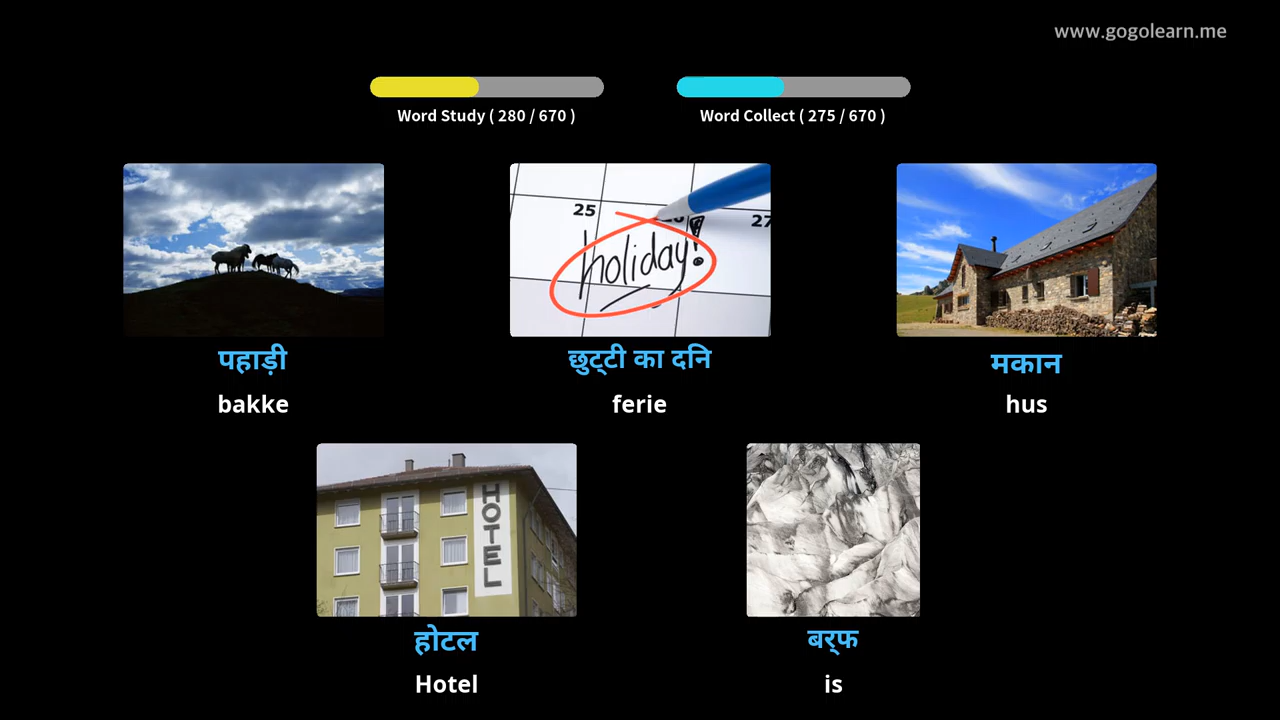 www.gogolearn.me
Word Study ( 280 / 670 )
Word Collect ( 275 / 670 )
25
27
holiday!
पहाड़ी
छुट्टी का दनि
मकान
bakke
ferie
hus
HOTEL
होटल
बर्फ
Hotel
is